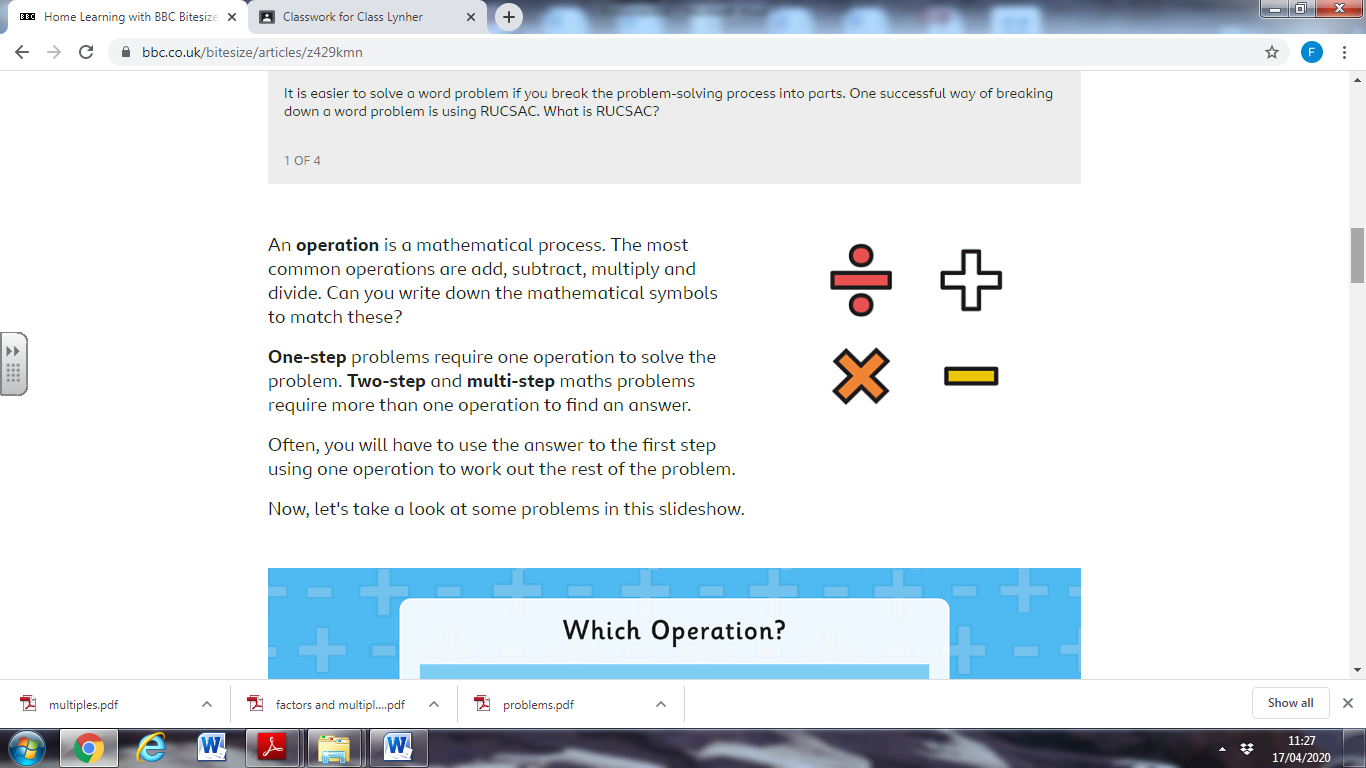 Home Learning with BBC Bitesize
Classwork for Class Lynher
bbc.co.uk/bitesize/articles/z429kmn
F
It is easier to solve a word problem if you break the problem-solving process into parts. One successful way of breaking
down a word problem is using RUCSAC. What is RUCSAC?
1 OF 4
An operation is a mathematical process. The most
common operations are add, subtract, multiply and
divide. Can you write down the mathematical symbols
to match these?
One-step problems require one operation to solve the
problem. Two-step and multi-step maths problems
require more than one operation to find an answer.
Often, you will have to use the answer to the first step
using one operation to work out the rest of the problem.
Now, let's take a look at some problems in this slideshow.
÷ +
× −
Which Operation?
multiples.pdf
factors and multipl....pdf
problems.pdf
Show all
11:27
17/04/2020